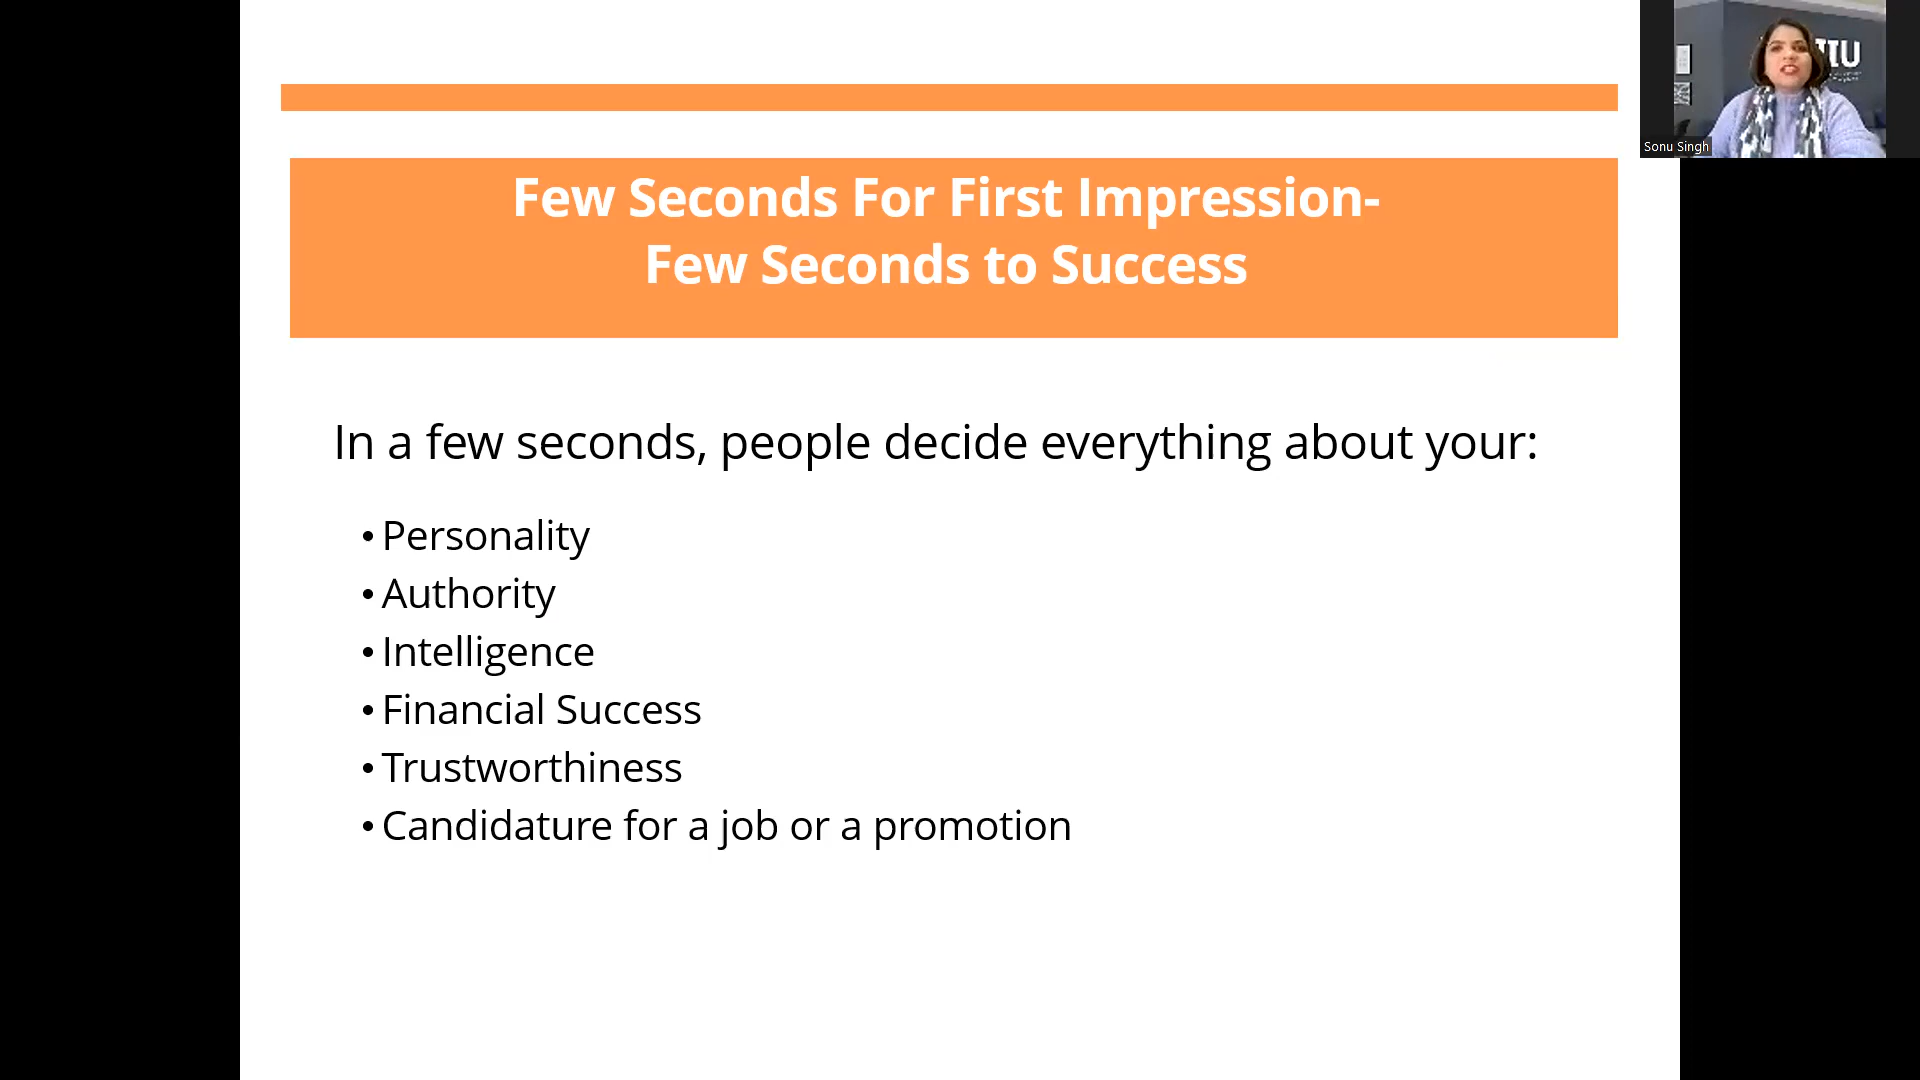 Few Seconds For First Impression-
Few Seconds to Success
In a few seconds, people decide everything about your:
• Personality
• Authority
• Intelligence
• Financial Success
• Trustworthiness
• Candidature for a job or a promotion
Sonu Singh